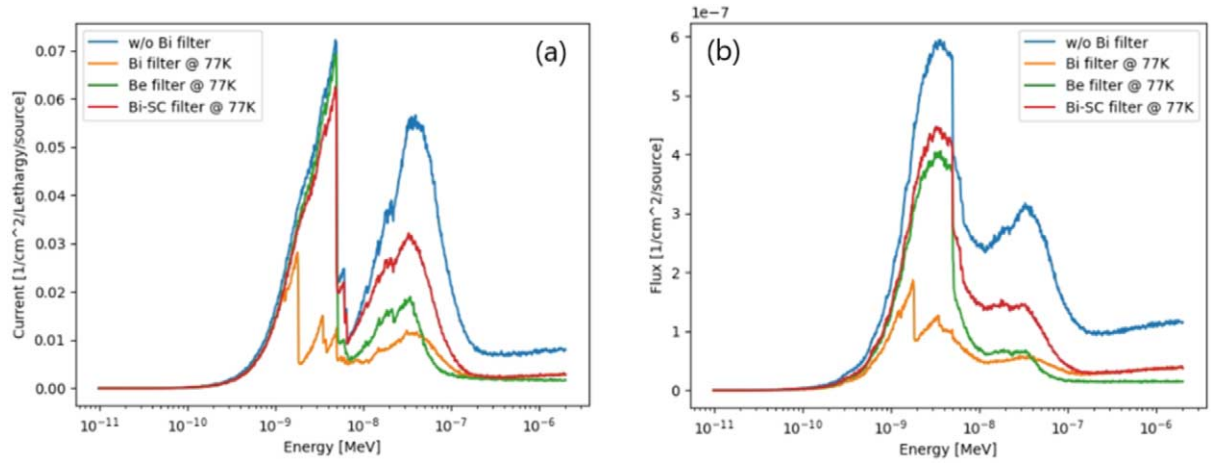 (a)
w/o Bi filter
Bi filter @ 77K
Be filter @ 77K
Bi-SC filter @ 77K
Current [1/cm^2/Lethargy/source]
0.07
0.06
0.05
0.04
0.03
0.02
0.01
0.00
10^-11
10^-10
10^-9
10^-8
10^-7
10^-6
Energy [MeV]
1e-7
(b)
w/o Bi filter
Bi filter @ 77K
Be filter @ 77K
Bi-SC filter @ 77K
Flux [1/cm^2/source]
6
5
4
3
2
1
0
10^-11
10^-10
10^-9
10^-8
10^-7
10^-6
Energy [MeV]